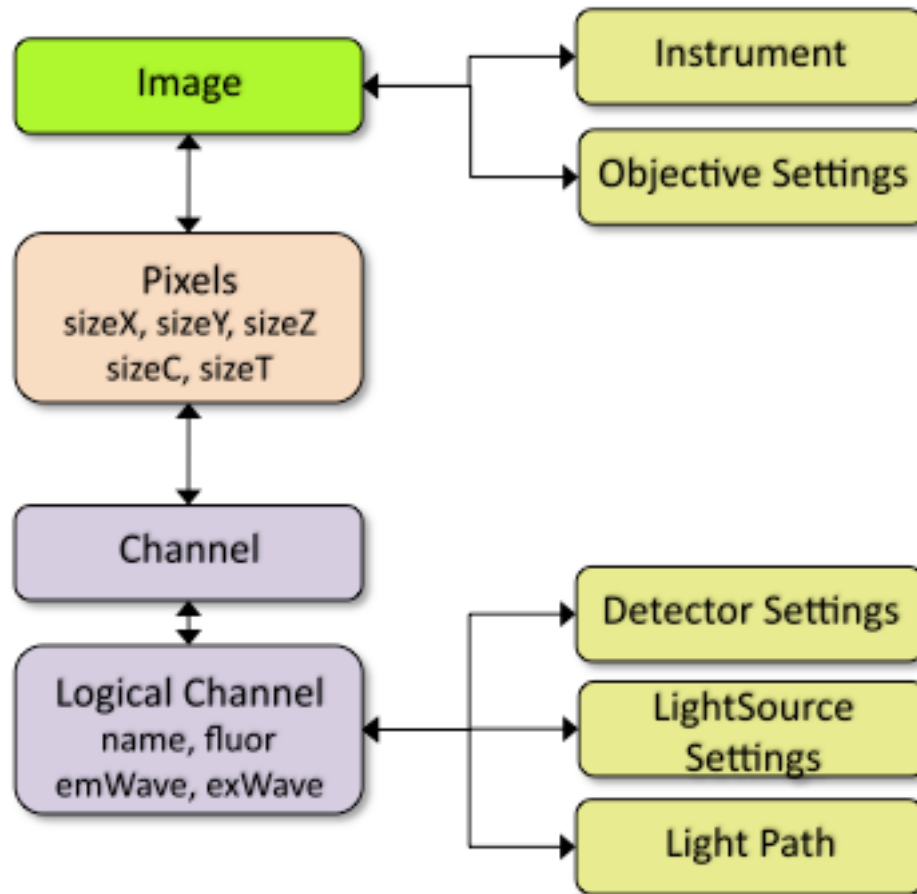 Image
Instrument
Objective Settings
Pixels
sizeX, sizeY, sizeZ
sizeC, sizeT
Channel
Logical Channel
name, fluor
emWave, exWave
Detector Settings
LightSource
Settings
Light Path